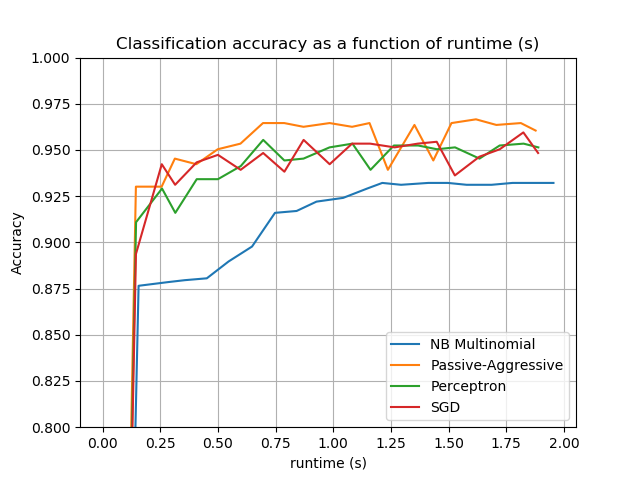 Classification accuracy as a function of runtime (s)
1.000
0.975
0.950
0.925
0.900
0.875
0.850
0.825
0.800
Accuracy
NB Multinomial
Passive-Aggressive
Perceptron
SGD
0.00 0.25 0.50 0.75 1.00 1.25 1.50 1.75 2.00
runtime (s)